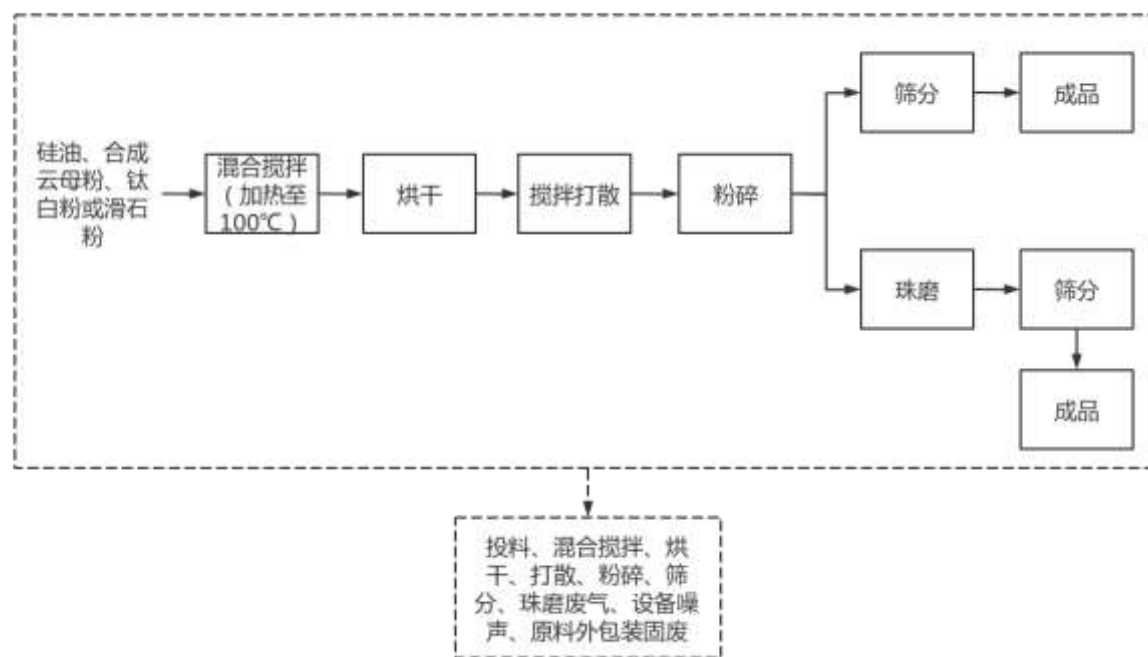 硅油、合成
云母粉、钛
白粉或滑石
粉
混合搅拌
（加热至
100℃）
烘干
搅拌打散
粉碎
筛分
成品
珠磨
筛分
成品
投料、混合搅拌、烘
干、打散、粉碎、筛
分、珠磨废气、设备噪
声、原料外包装固废